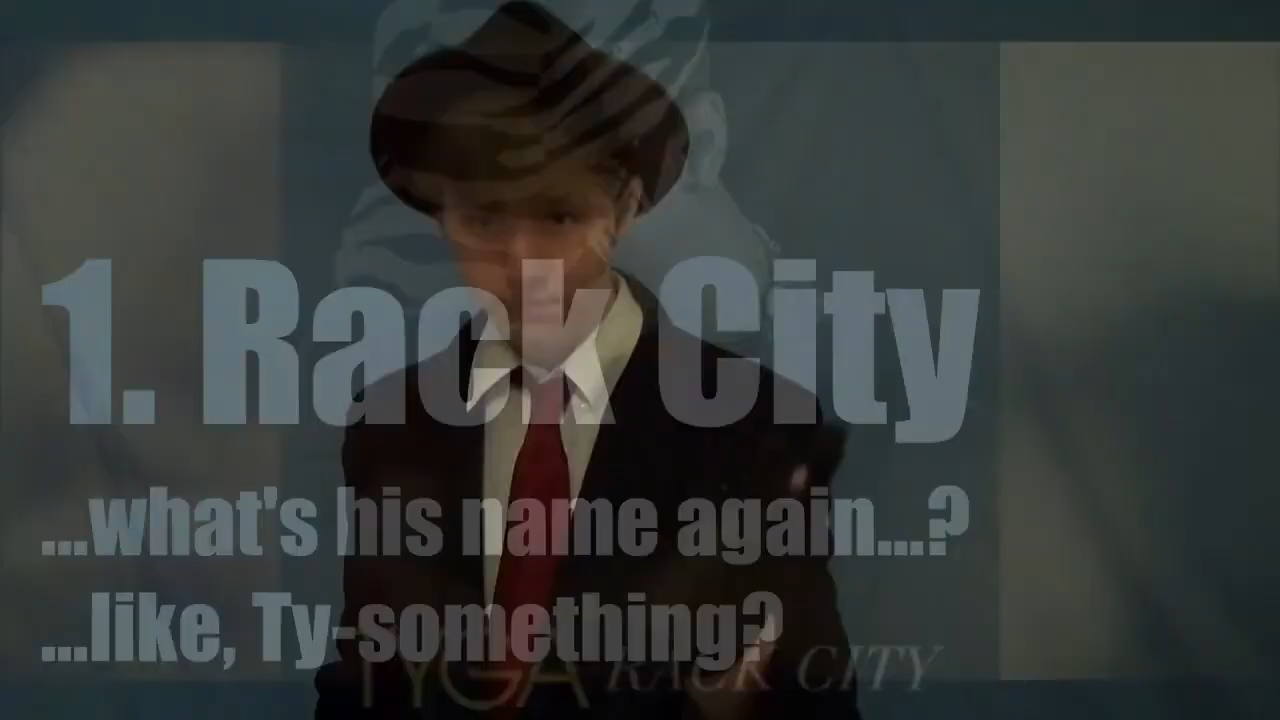 1. Rack City
...what's his name again...?
...like, Ty-something?
TYGA RACK CITY